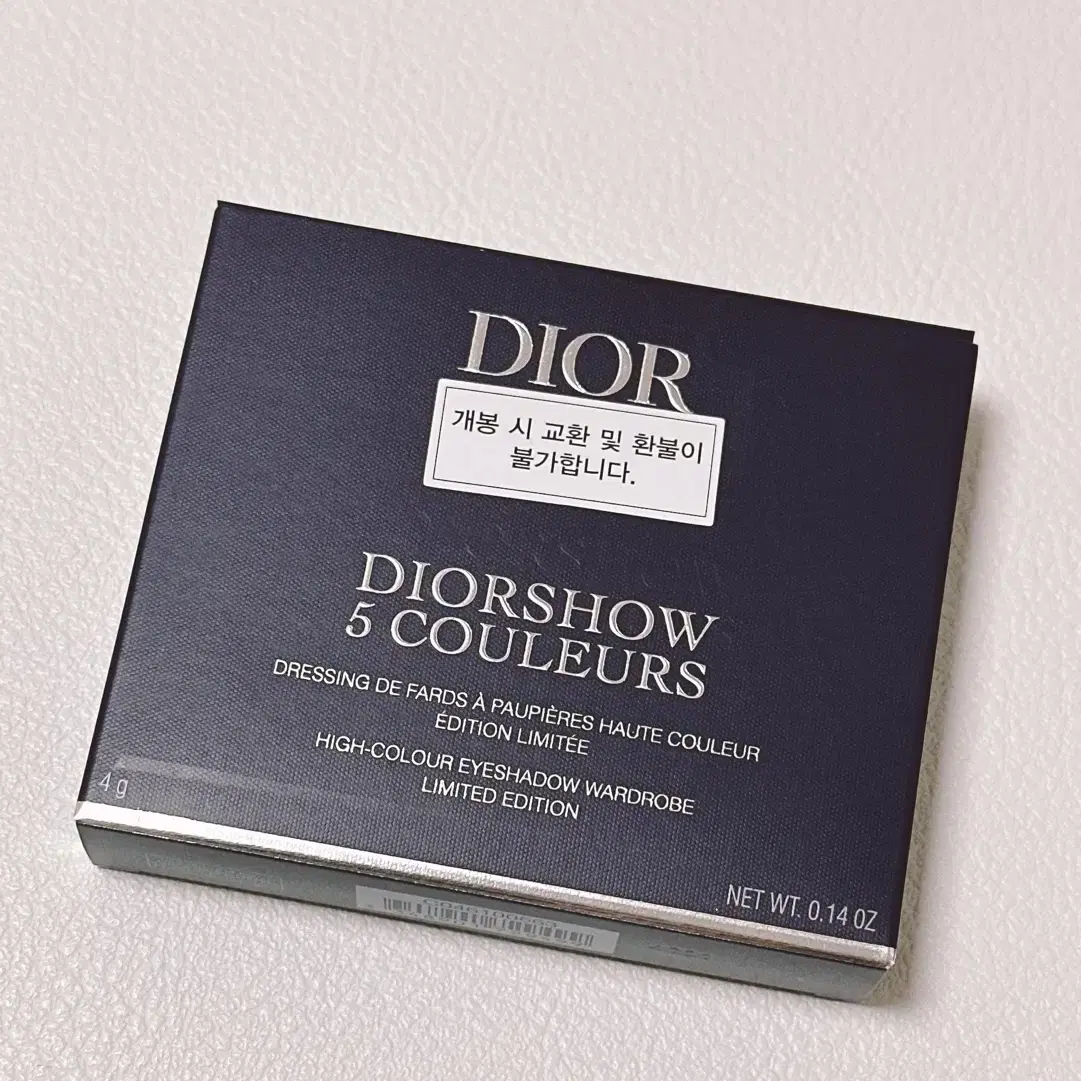 DIOR
개봉 시 교환 및 환불이
불가합니다.
DIORSHOW
5 COULEURS
DRESSING DE FARDS À PAUPIÈRES HAUTE COULEUR
ÉDITION LIMITÉE
HIGH-COLOUR EYESHADOW WARDROBE
LIMITED EDITION
4 g
NET WT. 0.14 OZ